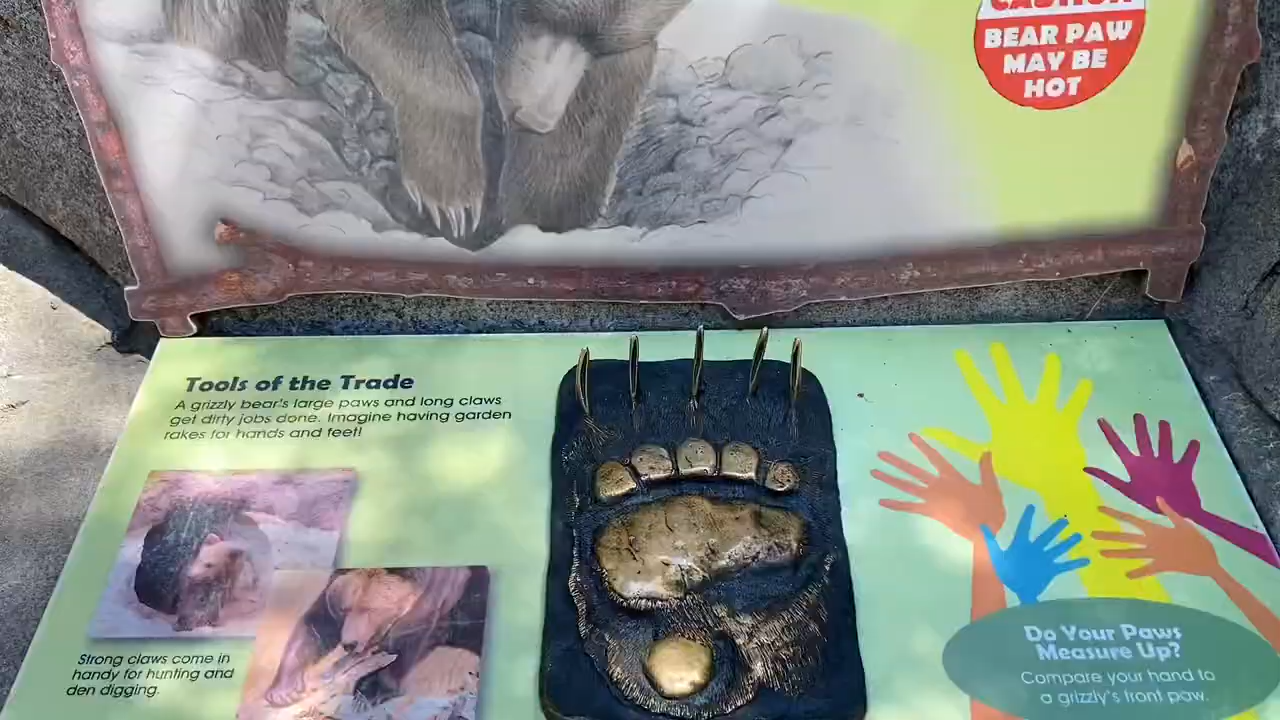 CAUTION
BEAR PAW
MAY BE
HOT
Tools of the Trade
A grizzly bear's large paws and long claws
get dirty jobs done. Imagine having garden
rakes for hands and feet!
Strong claws come in
handy for hunting and
den digging.
Do Your Paws
Measure Up?
Compare your hand to
a grizzly's front paw.